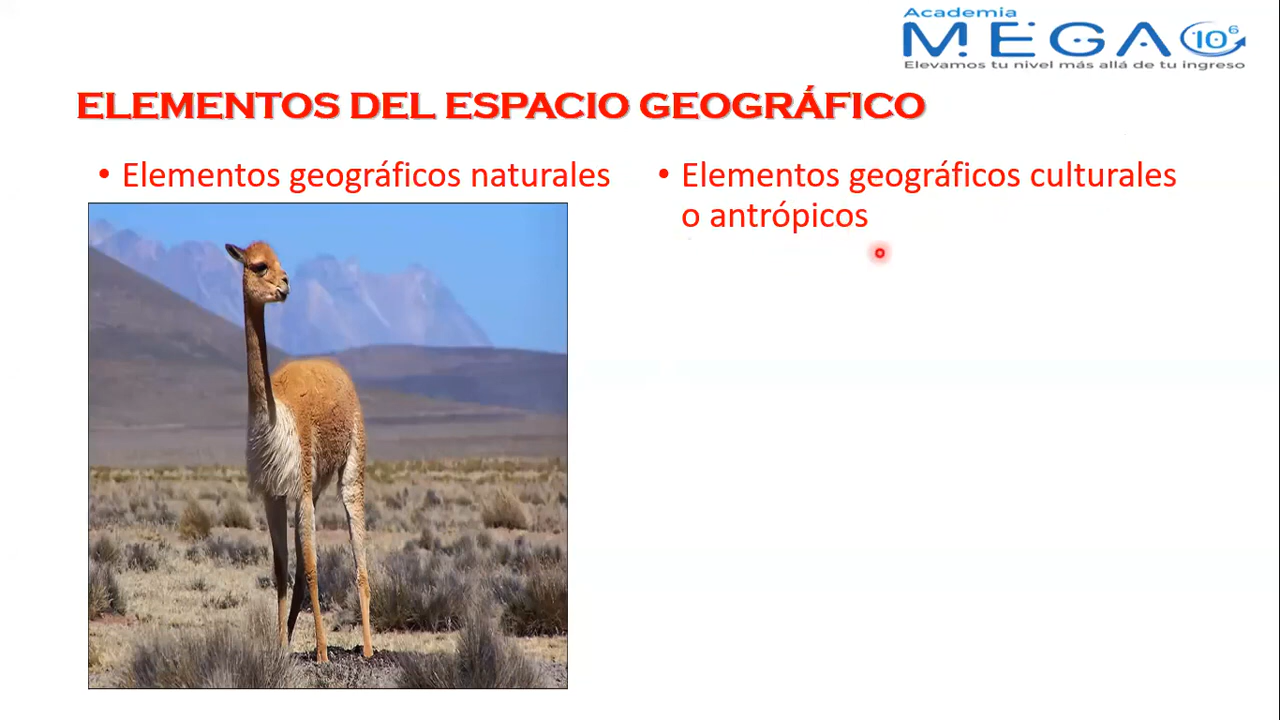 Academia
MEGA 10⁶
Elevamos tu nivel más allá de tu ingreso
ELEMENTOS DEL ESPACIO GEOGRÁFICO
• Elementos geográficos naturales
• Elementos geográficos culturales
o antrópicos